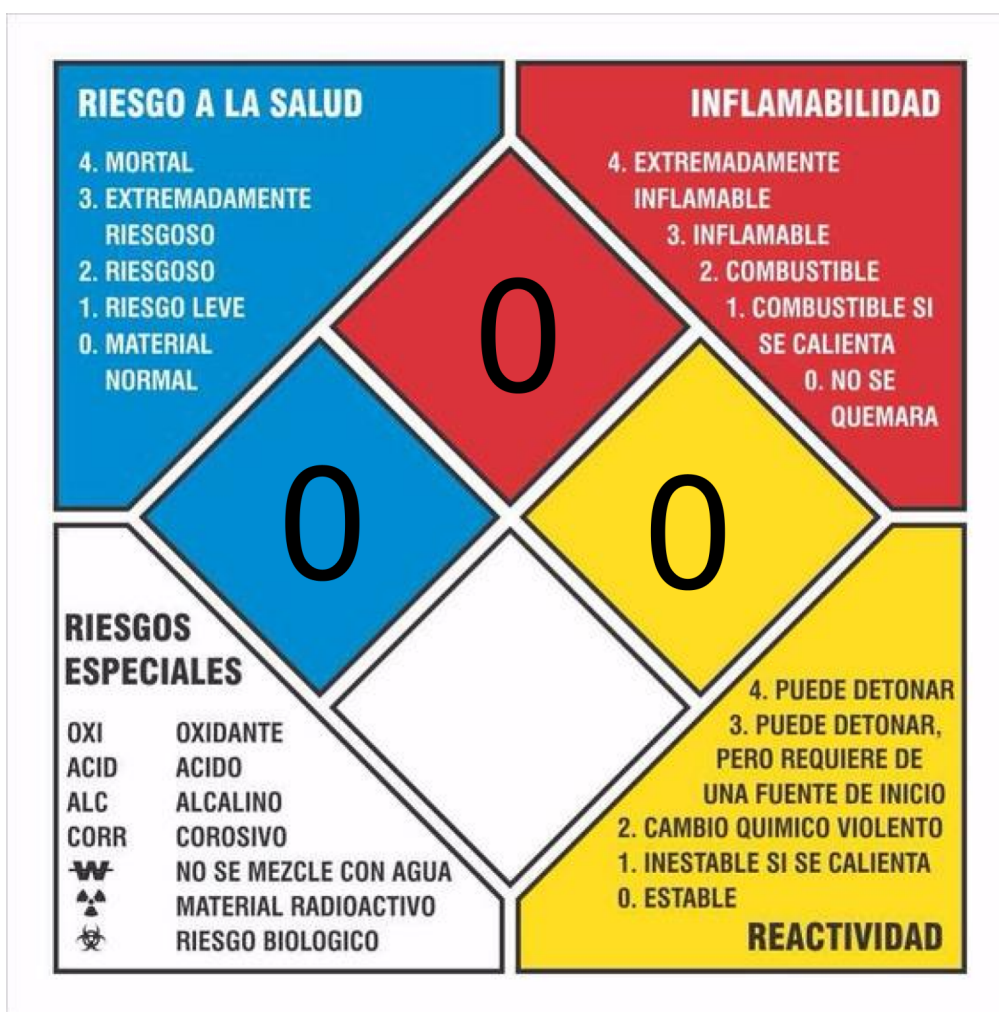 RIESGO A LA SALUD
4. MORTAL
3. EXTREMADAMENTE
RIESGOSO
2. RIESGOSO
1. RIESGO LEVE
0. MATERIAL
NORMAL
INFLAMABILIDAD
4. EXTREMADAMENTE
INFLAMABLE
3. INFLAMABLE
2. COMBUSTIBLE
1. COMBUSTIBLE SI
SE CALIENTA
0. NO SE
QUEMARA
0
0
0
RIESGOS
ESPECIALES
OXI OXIDANTE
ACID ACIDO
ALC ALCALINO
CORR COROSIVO
W NO SE MEZCLE CON AGUA
MATERIAL RADIOACTIVO
RIESGO BIOLOGICO
4. PUEDE DETONAR
3. PUEDE DETONAR,
PERO REQUIERE DE
UNA FUENTE DE INICIO
2. CAMBIO QUIMICO VIOLENTO
1. INESTABLE SI SE CALIENTA
0. ESTABLE
REACTIVIDAD